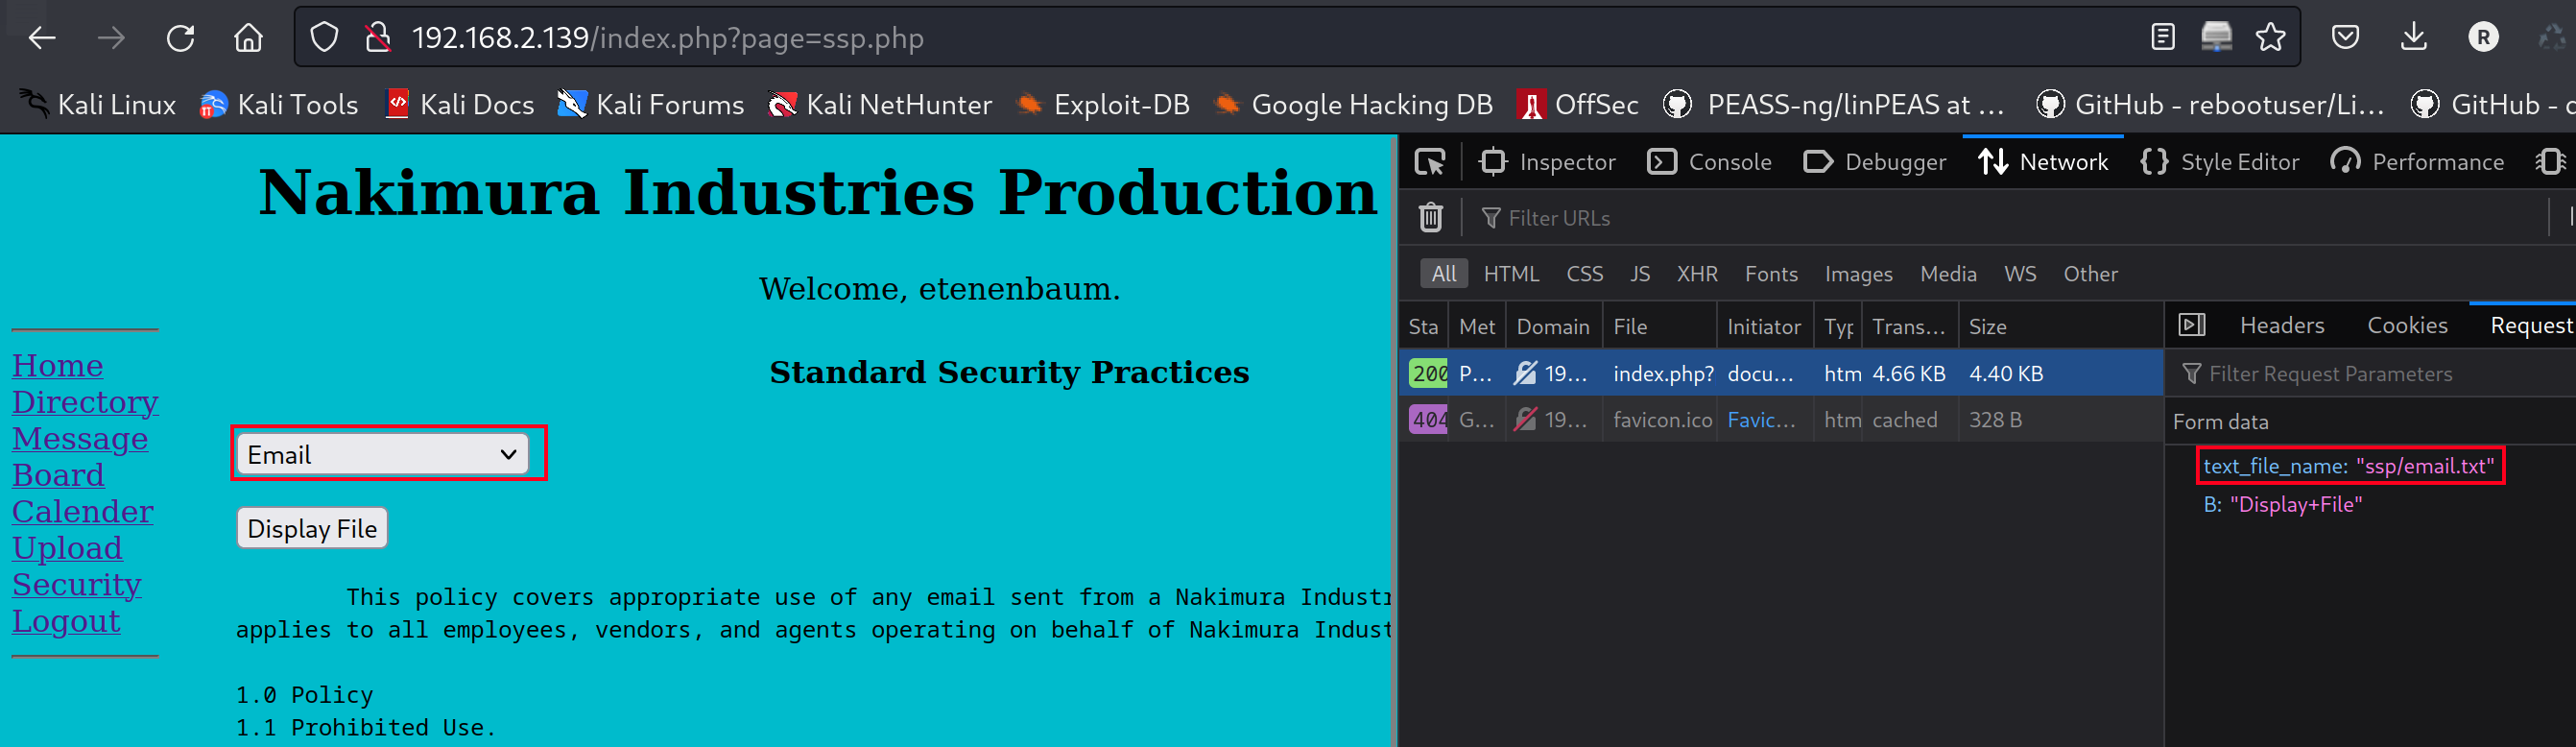 192.168.2.139/index.php?page=ssp.php
R
Kali Linux Kali Tools Kali Docs Kali Forums Kali NetHunter Exploit-DB Google Hacking DB OffSec PEASS-ng/linPEAS at … GitHub - rebootuser/Li… GitHub - c
Nakimura Industries Production
Welcome, etenenbaum.
Standard Security Practices
Home
Directory
Message
Board
Calender
Upload
Security
Logout
Email
Display File
This policy covers appropriate use of any email sent from a Nakimura Industr
applies to all employees, vendors, and agents operating on behalf of Nakimura Indust
1.0 Policy
1.1 Prohibited Use.
Inspector Console Debugger Network Style Editor Performance
Filter URLs
All HTML CSS JS XHR Fonts Images Media WS Other
Sta Met Domain File Initiator Typ Trans… Size
200 P… 19… index.php? docu… htm 4.66 KB 4.40 KB
404 G… 19… favicon.ico Favic… htm cached 328 B
Headers Cookies Request
Filter Request Parameters
Form data
text_file_name: "ssp/email.txt"
B: "Display+File"